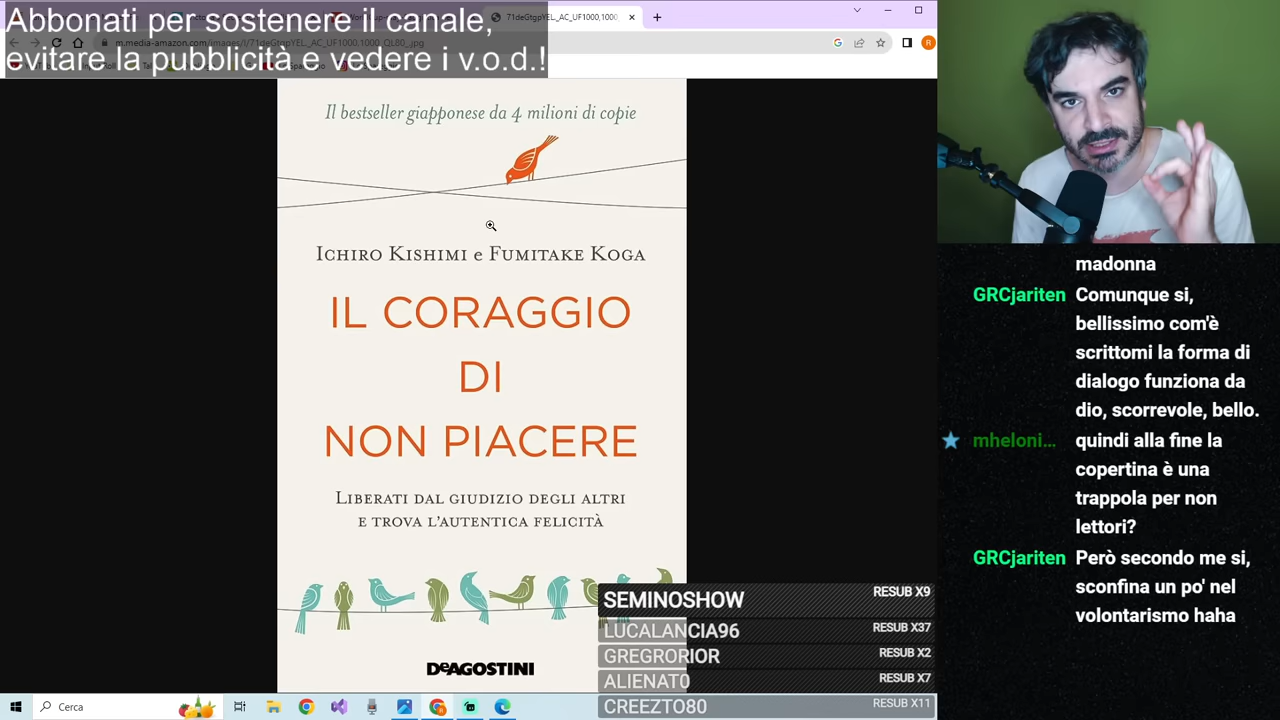 Abbonati per sostenere il canale,
evitare la pubblicità e vedere i v.o.d.!
71deGtgpYEL._AC_UF1000,1000
Il bestseller giapponese da 4 milioni di copie
Ichiro Kishimi e Fumitake Koga
IL CORAGGIO
DI
NON PIACERE
Liberati dal giudizio degli altri
e trova l'autentica felicità
DeAGOSTINI
madonna
GRCjariten Comunque si,
bellissimo com'è
scrittomi la forma di
dialogo funziona da
dio, scorrevole, bello.
mheloni… quindi alla fine la
copertina è una
trappola per non
lettori?
GRCjariten Però secondo me si,
sconfina un po' nel
volontarismo haha
SEMINOSHOW RESUB X9
LUCALANCIA96 RESUB X37
GREGRORIOR RESUB X2
ALIENAT0 RESUB X7
CREEZTO80 RESUB X11
Cerca
R